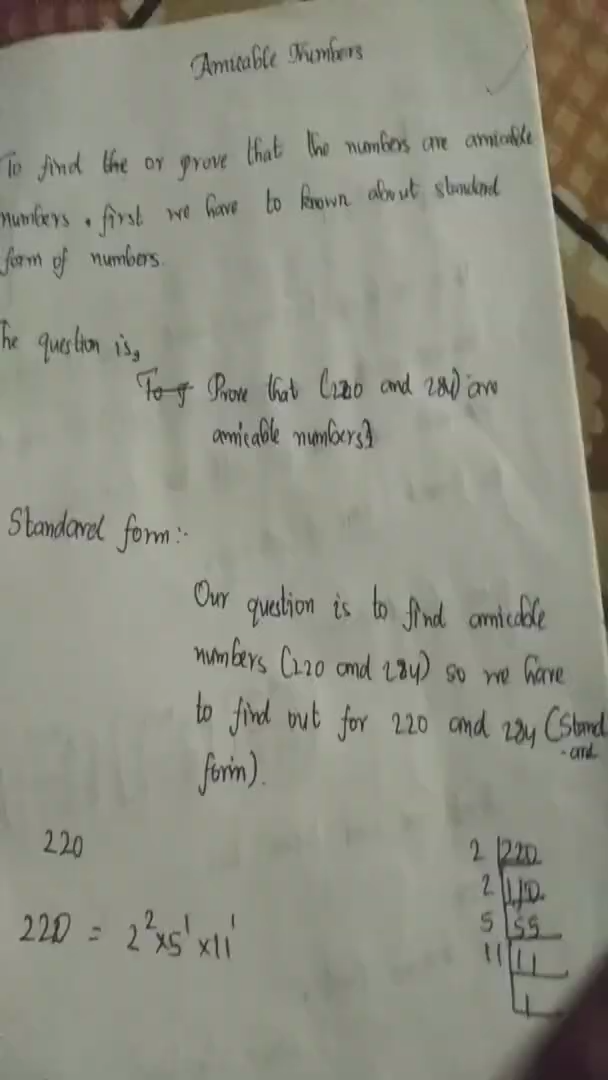 Amicable Numbers
To find the or prove that the numbers are amicable
numbers. first we have to known about standard
form of numbers.
The question is,
To f Prove that (220 and 284) are
amicable numbers}
Standard form:-
Our question is to find amicable
numbers (220 and 284) so we have
to find out for 220 and 284 (Stand
-ard
form).
220
220 = 2² × 5¹ × 11¹
2 | 220
2 | 110
5 | 55
11 | 11
1